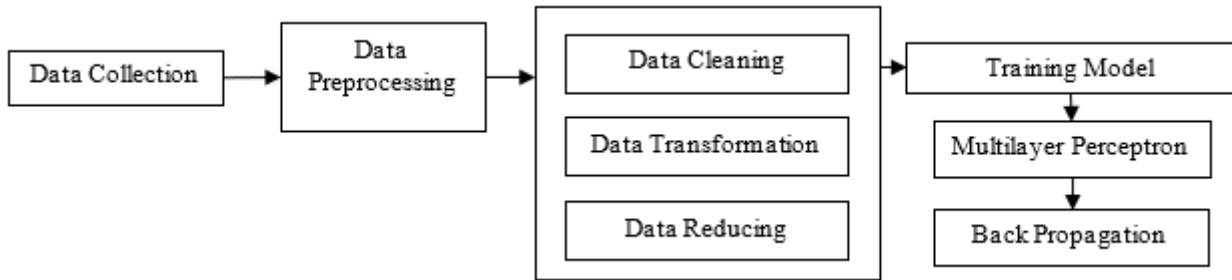 Data Collection
Data
Preprocessing
Data Cleaning
Data Transformation
Data Reducing
Training Model
Multilayer Perceptron
Back Propagation